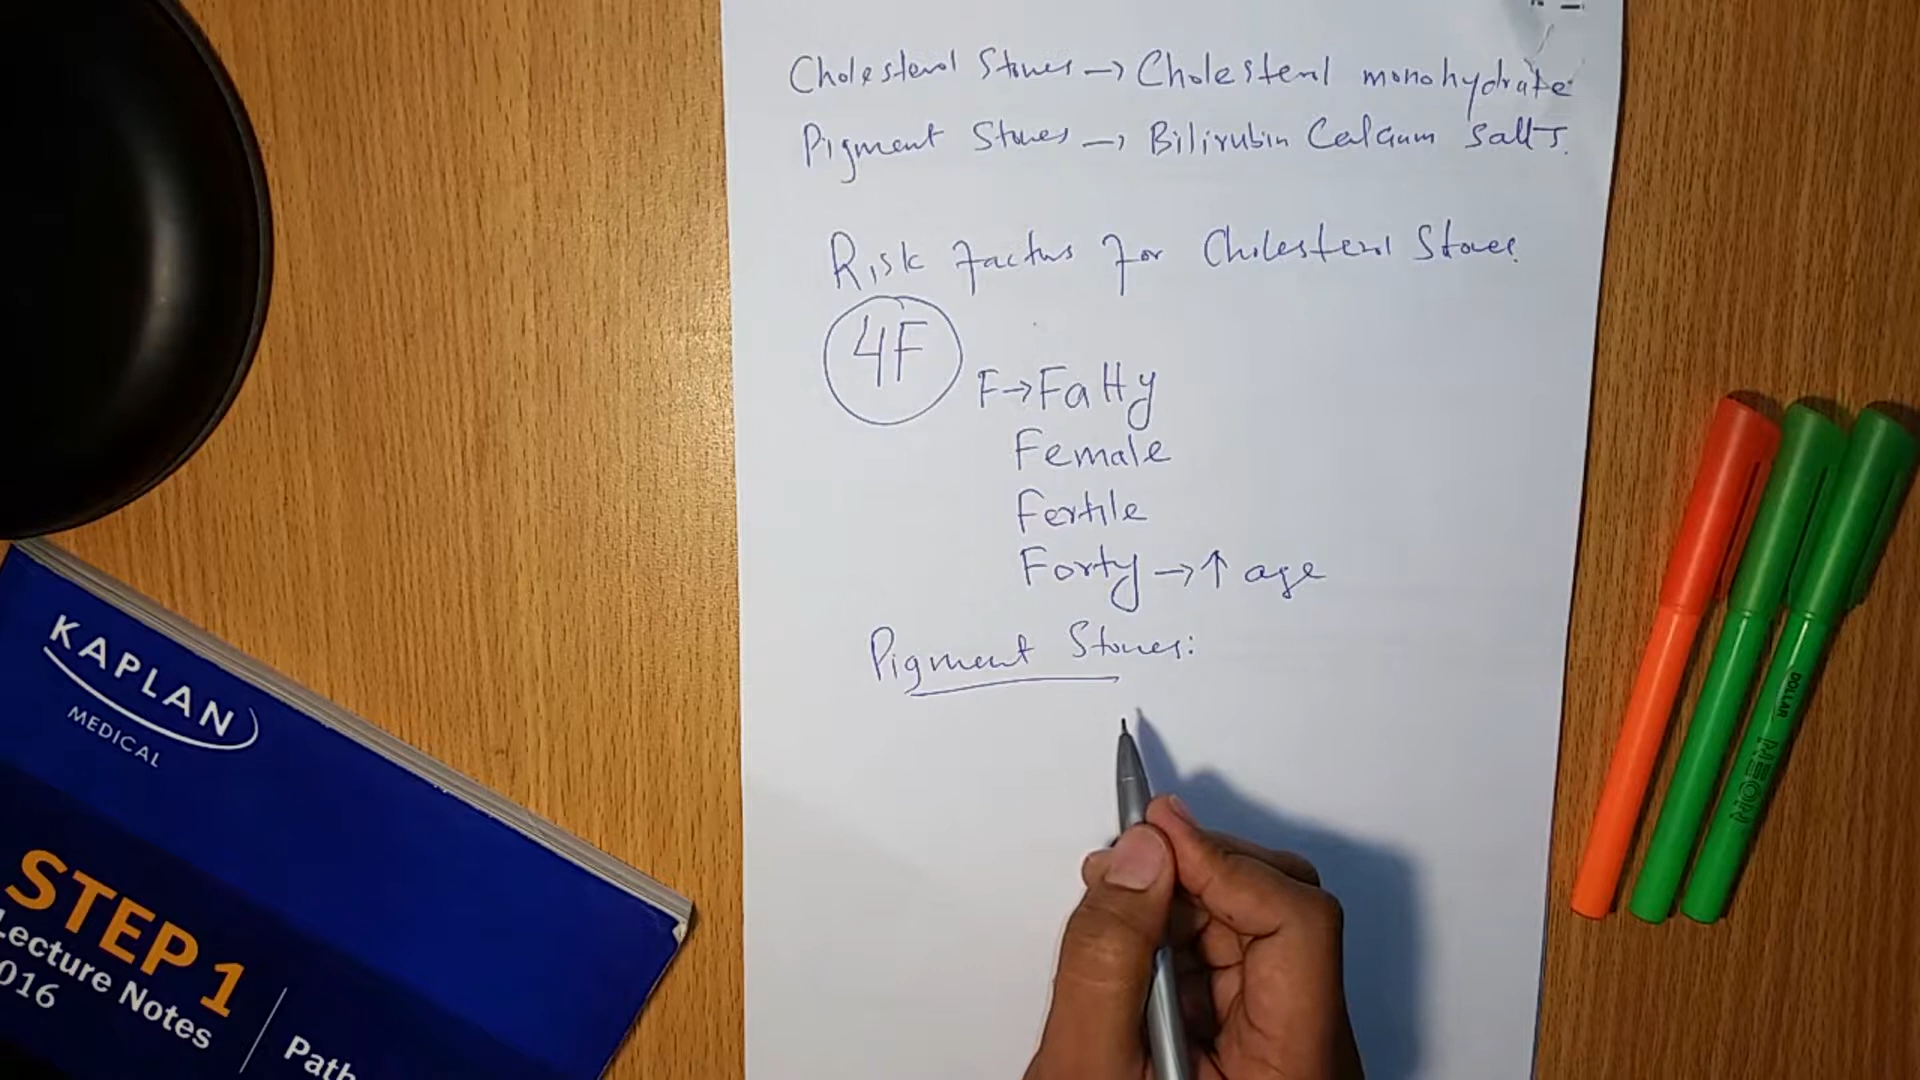 Cholesterol Stones → Cholesterol monohydrate
Pigment Stones → Bilirubin Calcium salts.
Risk factors for Cholesterol Stones.
4F
F → Fatty
Female
Fertile
Forty → ↑ age
Pigment Stones:
KAPLAN
MEDICAL
STEP 1
Lecture Notes
016
Path
DOLLAR
NEON